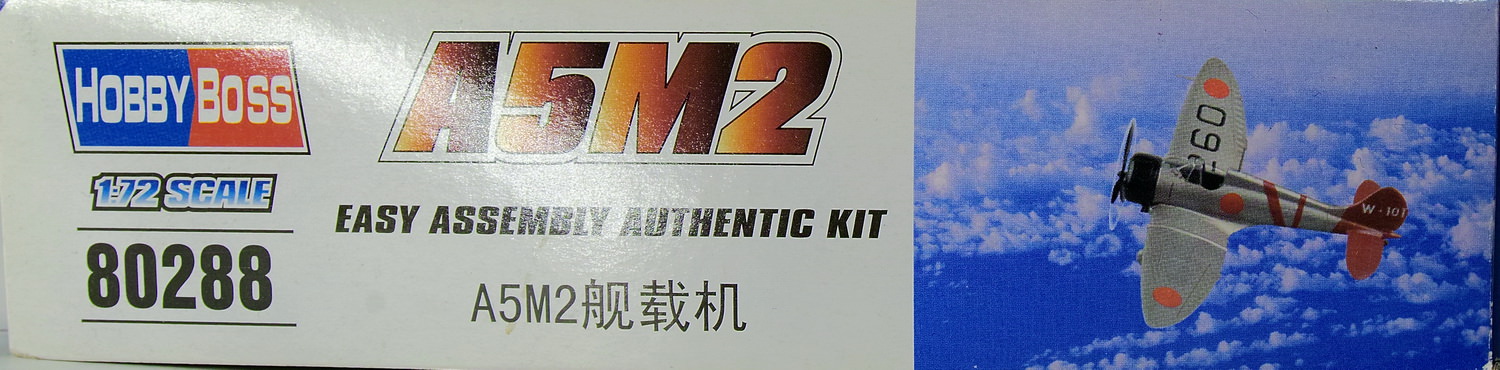 HOBBY BOSS
1:72 SCALE
80288
A5M2
EASY ASSEMBLY AUTHENTIC KIT
A5M2舰载机
260
W-101